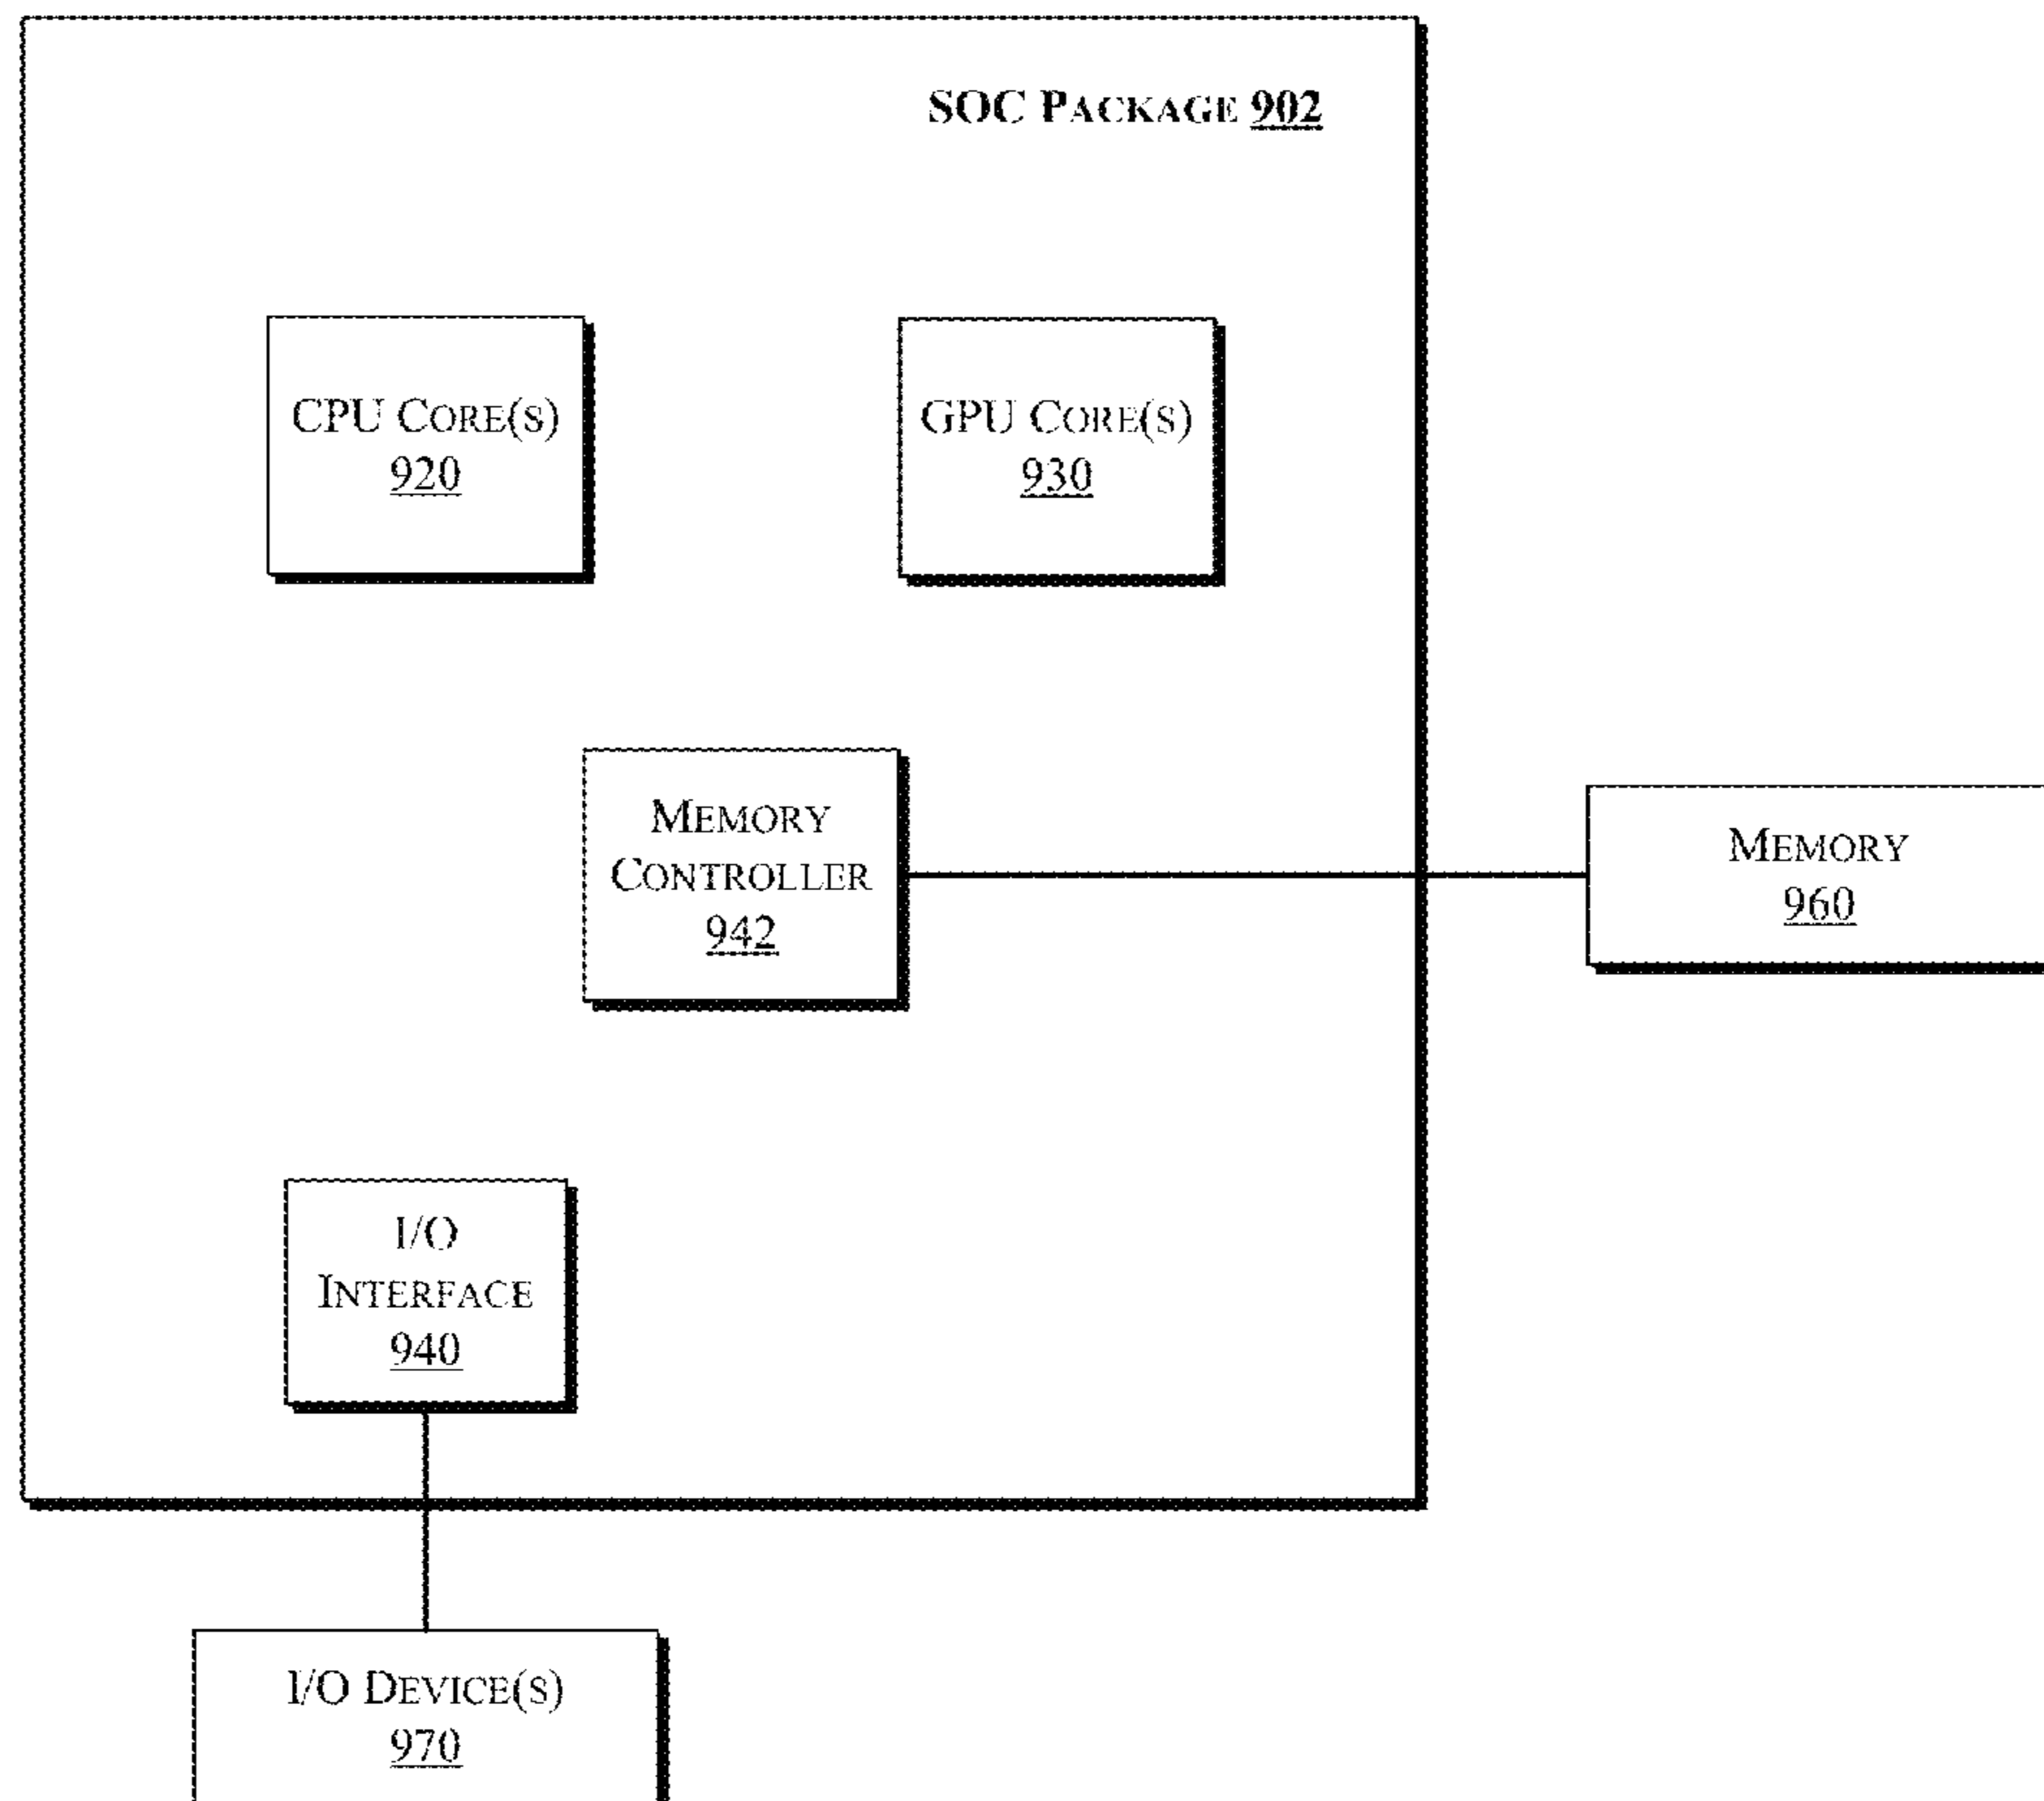 SOC PACKAGE 902
CPU CORE(S)
920
GPU CORE(S)
930
MEMORY
CONTROLLER
942
MEMORY
960
I/O
INTERFACE
940
I/O DEVICE(S)
970